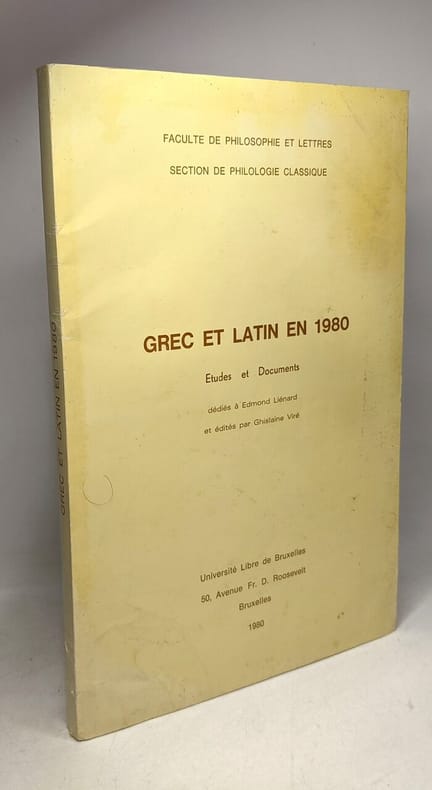 FACULTE DE PHILOSOPHIE ET LETTRES
SECTION DE PHILOLOGIE CLASSIQUE
GREC ET LATIN EN 1980
Etudes et Documents
dédiés à Edmond Liénard
et édités par Ghislaine Viré
Université Libre de Bruxelles
50, Avenue Fr. D. Roosevelt
Bruxelles
1980
GREC ET LATIN EN 1980